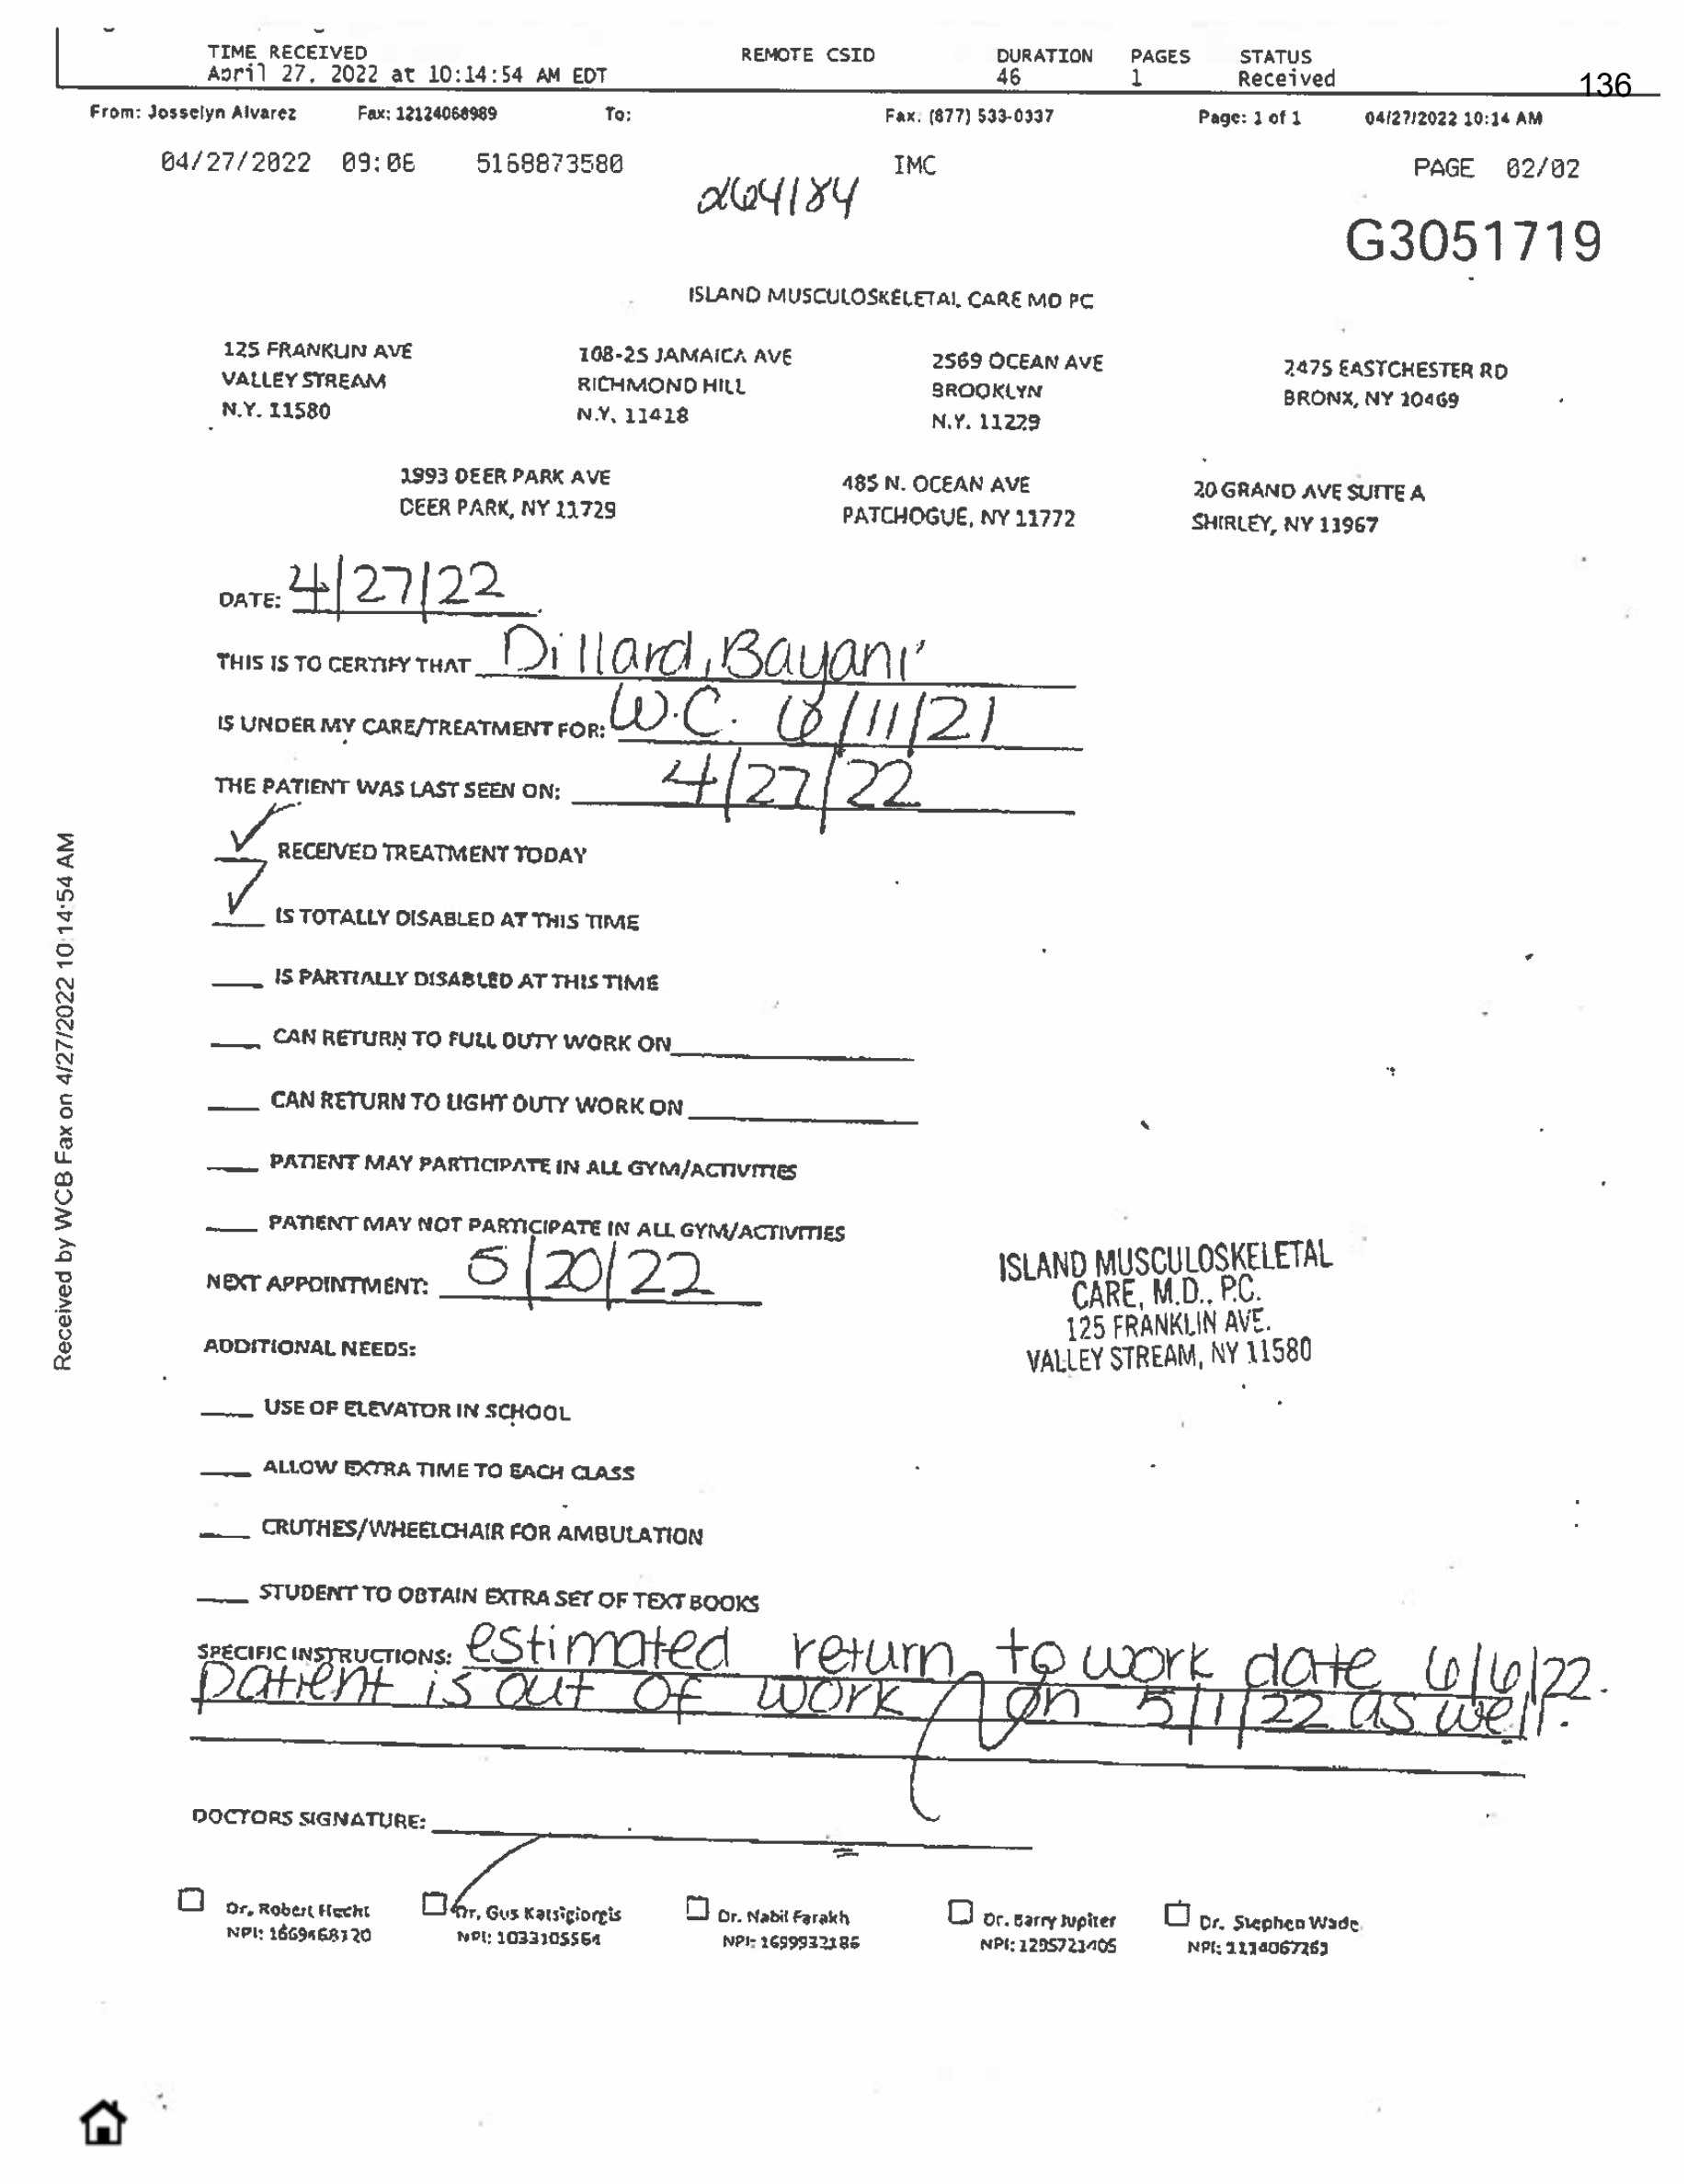 TIME RECEIVED REMOTE CSID DURATION PAGES STATUS
April 27, 2022 at 10:14:54 AM EDT 46 1 Received
136
From: Josselyn Alvarez Fax: 12124068989 To: Fax: (877) 533-0337 Page: 1 of 1 04/27/2022 10:14 AM
04/27/2022 09:06 5168873580 IMC PAGE 02/02
264184
G3051719
ISLAND MUSCULOSKELETAL CARE MD PC
125 FRANKLIN AVE 108-25 JAMAICA AVE 2569 OCEAN AVE 2475 EASTCHESTER RD
VALLEY STREAM RICHMOND HILL BROOKLYN BRONX, NY 10469
N.Y. 11580 N.Y. 11418 N.Y. 11229
1993 DEER PARK AVE 485 N. OCEAN AVE 20 GRAND AVE SUITE A
DEER PARK, NY 11729 PATCHOGUE, NY 11772 SHIRLEY, NY 11967
DATE: 4/27/22
THIS IS TO CERTIFY THAT Dillard, Bayani
IS UNDER MY CARE/TREATMENT FOR: W.C. /11/21
THE PATIENT WAS LAST SEEN ON: 4/27/22
RECEIVED TREATMENT TODAY
IS TOTALLY DISABLED AT THIS TIME
IS PARTIALLY DISABLED AT THIS TIME
CAN RETURN TO FULL DUTY WORK ON
CAN RETURN TO LIGHT DUTY WORK ON
PATIENT MAY PARTICIPATE IN ALL GYM/ACTIVITIES
PATIENT MAY NOT PARTICIPATE IN ALL GYM/ACTIVITIES
NEXT APPOINTMENT: 5/20/22
ISLAND MUSCULOSKELETAL
CARE, M.D., P.C.
125 FRANKLIN AVE.
VALLEY STREAM, NY 11580
ADDITIONAL NEEDS:
USE OF ELEVATOR IN SCHOOL
ALLOW EXTRA TIME TO EACH CLASS
CRUTHES/WHEELCHAIR FOR AMBULATION
STUDENT TO OBTAIN EXTRA SET OF TEXT BOOKS
SPECIFIC INSTRUCTIONS: estimated return to work date 6/6/22.
patient is out of work on 5/1/22 as well.
DOCTORS SIGNATURE:
Dr. Robert Hecht Dr. Gus Katsigiorgis Dr. Nabil Farakh Dr. Barry Jupiter Dr. Stephen Wade
NPI: 1669468120 NPI: 1033105564 NPI: 1699932186 NPI: 1295721405 NPI: 1114067263
Received by WCB Fax on 4/27/2022 10:14:54 AM